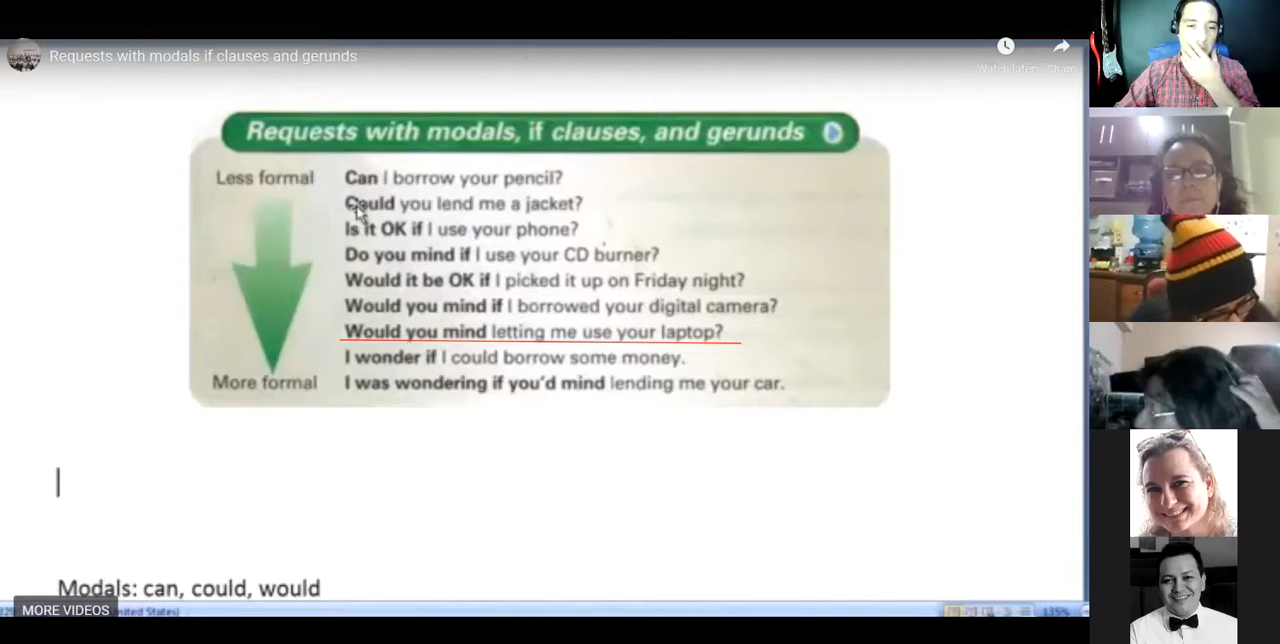 Requests with modals if clauses and gerunds
Watch later
Share
Requests with modals, if clauses, and gerunds
Less formal
Can I borrow your pencil?
Could you lend me a jacket?
Is it OK if I use your phone?
Do you mind if I use your CD burner?
Would it be OK if I picked it up on Friday night?
Would you mind if I borrowed your digital camera?
Would you mind letting me use your laptop?
I wonder if I could borrow some money.
More formal
I was wondering if you'd mind lending me your car.
Modals: can, could, would
MORE VIDEOS
United States)
135%